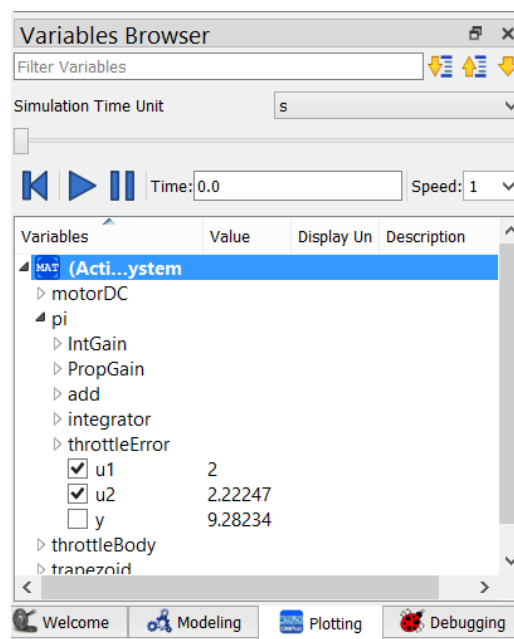 Variables Browser
Filter Variables
Simulation Time Unit s
Time: 0.0 Speed: 1
Variables Value Display Un Description
MAT (Acti...ystem
motorDC
pi
IntGain
PropGain
add
integrator
throttleError
u1 2
u2 2.22247
y 9.28234
throttleBody
trapezoid
Welcome Modeling Plotting Debugging